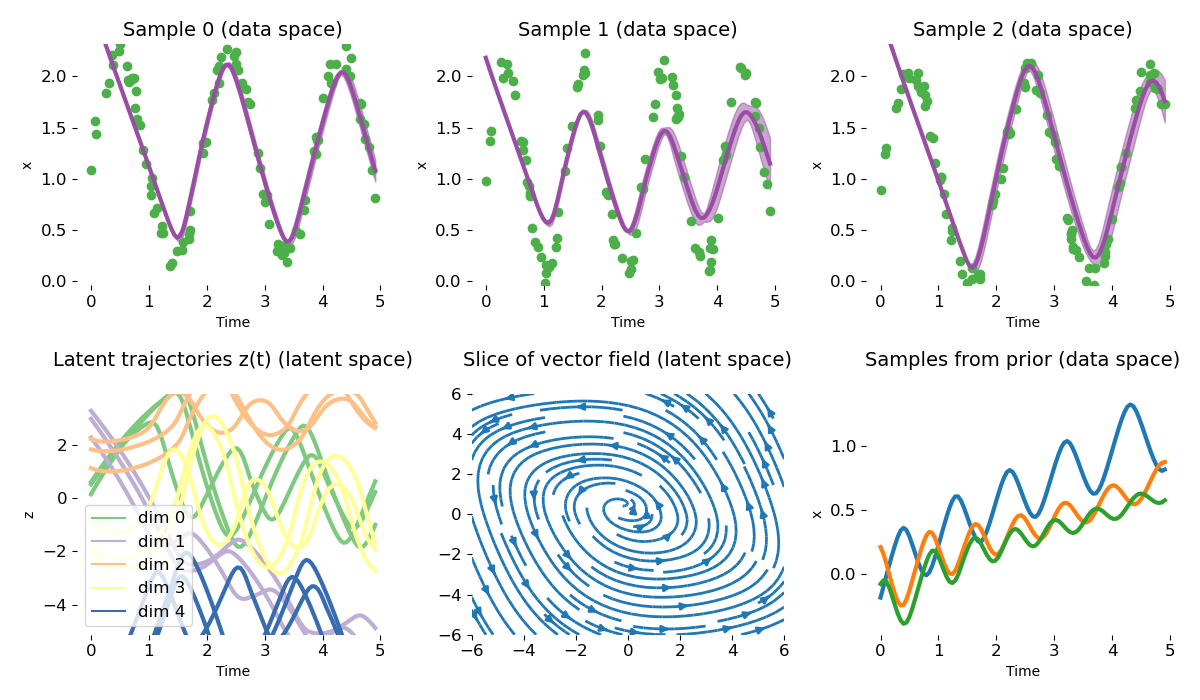 Sample 0 (data space)
Sample 1 (data space)
Sample 2 (data space)
x
2.0
1.5
1.0
0.5
0.0
0 1 2 3 4 5
Time
x
2.0
1.5
1.0
0.5
0.0
0 1 2 3 4 5
Time
x
2.0
1.5
1.0
0.5
0.0
0 1 2 3 4 5
Time
Latent trajectories z(t) (latent space)
z
2
0
−2
−4
dim 0
dim 1
dim 2
dim 3
dim 4
0 1 2 3 4 5
Time
Slice of vector field (latent space)
6
4
2
0
−2
−4
−6
−6 −4 −2 0 2 4 6
Samples from prior (data space)
x
1.0
0.5
0.0
0 1 2 3 4 5
Time